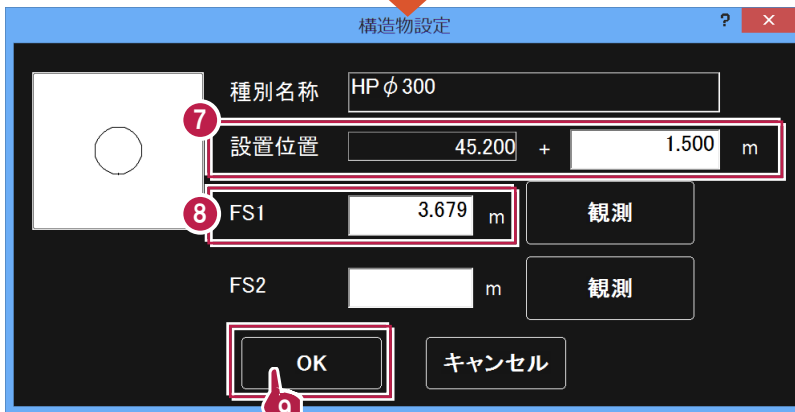 構造物設定 ? ×
種別名称 HPφ300
7
設置位置 45.200 + 1.500 m
8 FS1 3.679 m 観測
FS2 m 観測
OK キャンセル
9